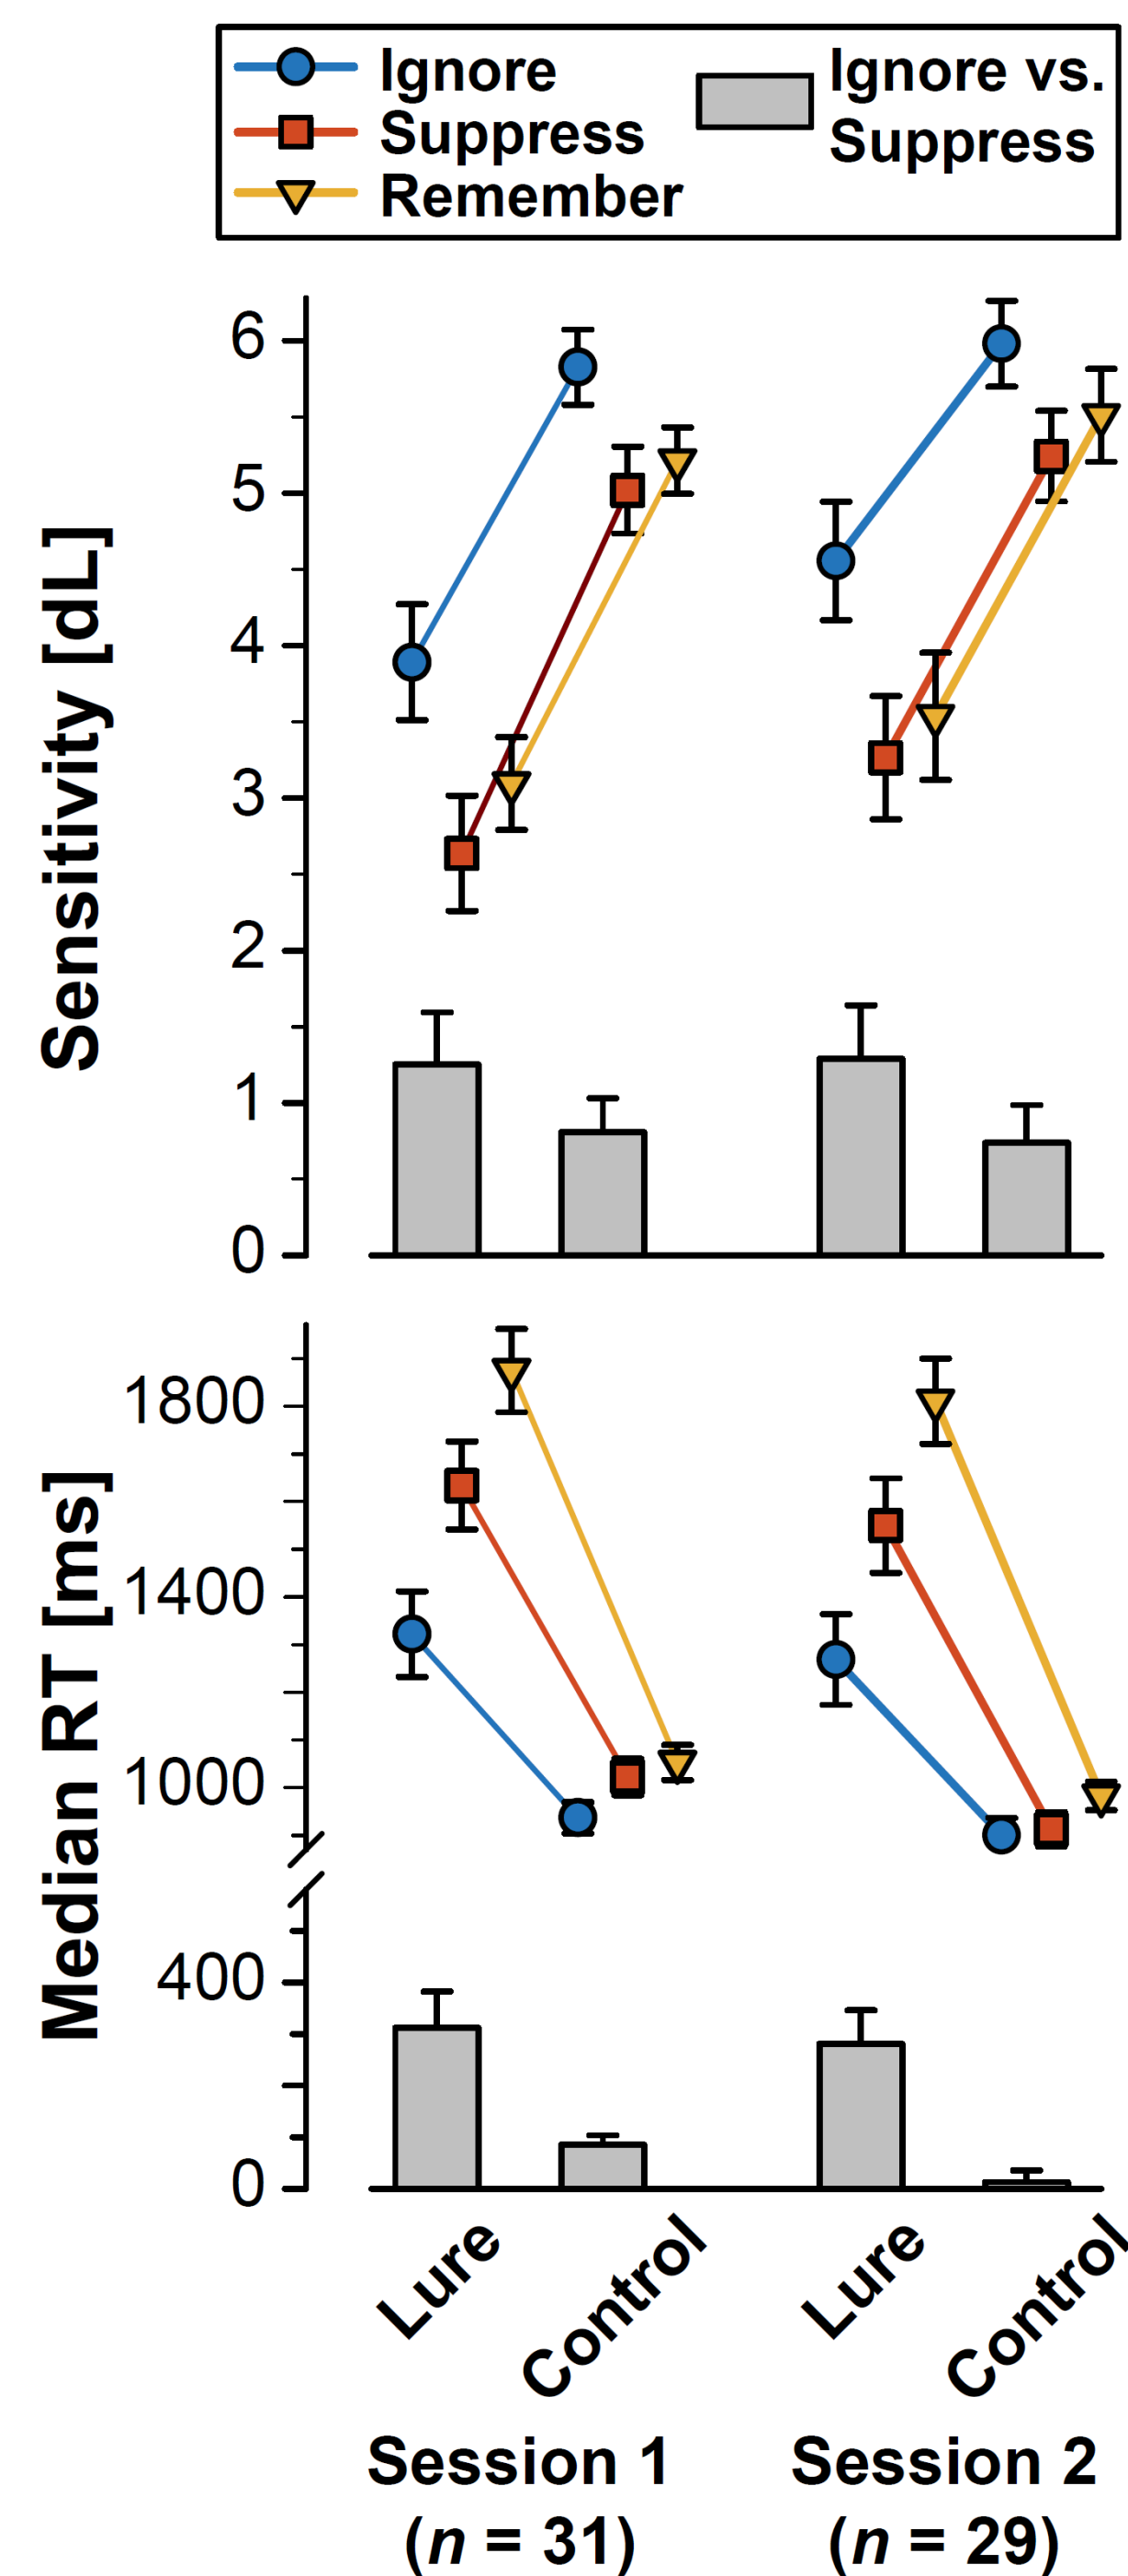 Ignore
Suppress
Remember
Ignore vs.
Suppress
Sensitivity [dL]
6
5
4
3
2
1
0
Median RT [ms]
1800
1400
1000
400
0
Lure
Control
Lure
Control
Session 1
(n = 31)
Session 2
(n = 29)